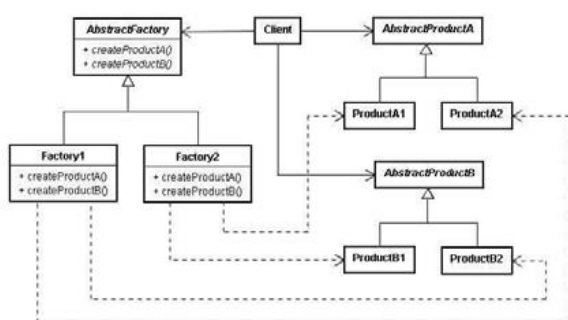 AbstractFactory
+ createProductA()
+ createProductB()
Client
AbstractProductA
ProductA1
ProductA2
Factory1
+ createProductA()
+ createProductB()
Factory2
+ createProductA()
+ createProductB()
AbstractProductB
ProductB1
ProductB2